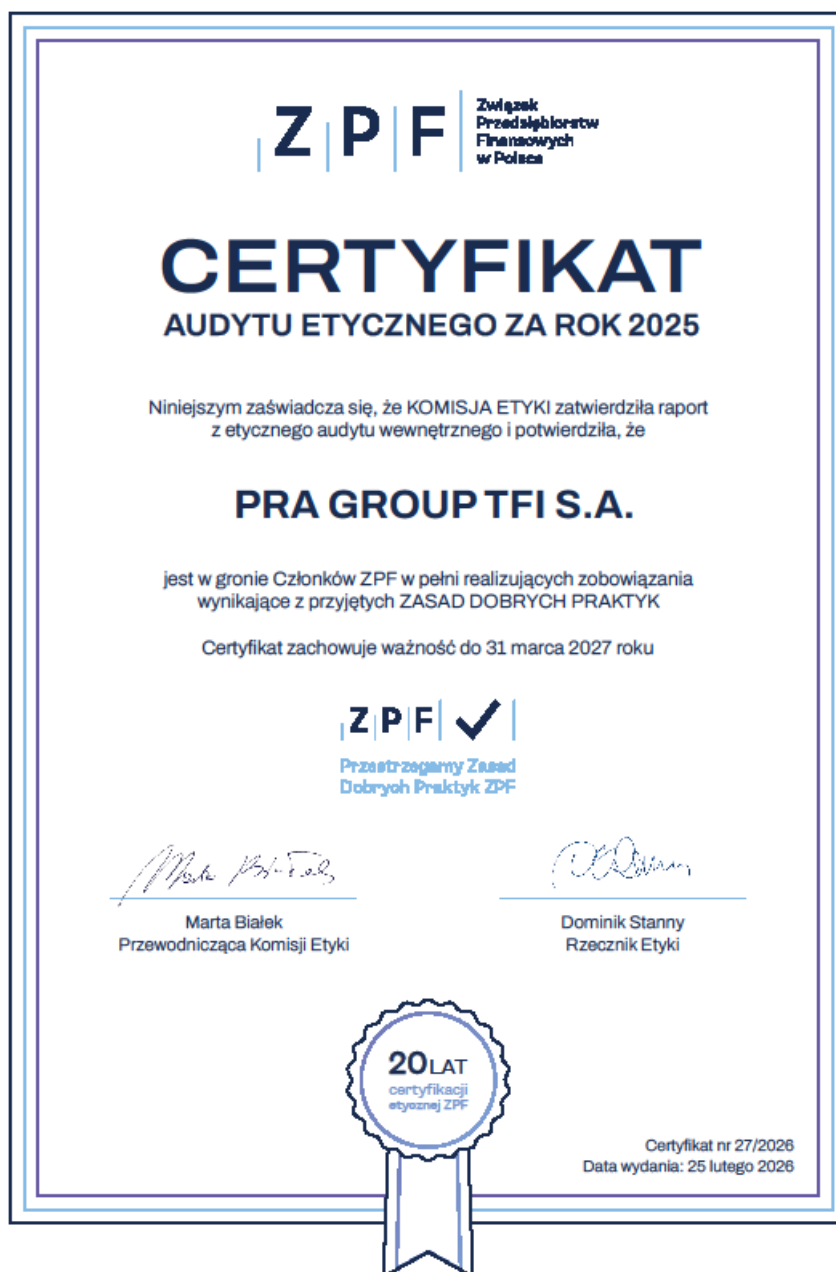 ZPF
Związek
Przedsiębiorstw
Finansowych
w Polsce
CERTYFIKAT
AUDYTU ETYCZNEGO ZA ROK 2025
Niniejszym zaświadcza się, że KOMISJA ETYKI zatwierdziła raport
z etycznego audytu wewnętrznego i potwierdziła, że
PRA GROUP TFI S.A.
jest w gronie Członków ZPF w pełni realizujących zobowiązania
wynikające z przyjętych ZASAD DOBRYCH PRAKTYK
Certyfikat zachowuje ważność do 31 marca 2027 roku
ZPF
Przestrzegamy Zasad
Dobrych Praktyk ZPF
Marta Białek
Przewodnicząca Komisji Etyki
Dominik Stanny
Rzecznik Etyki
20 LAT
certyfikacji
etycznej ZPF
Certyfikat nr 27/2026
Data wydania: 25 lutego 2026